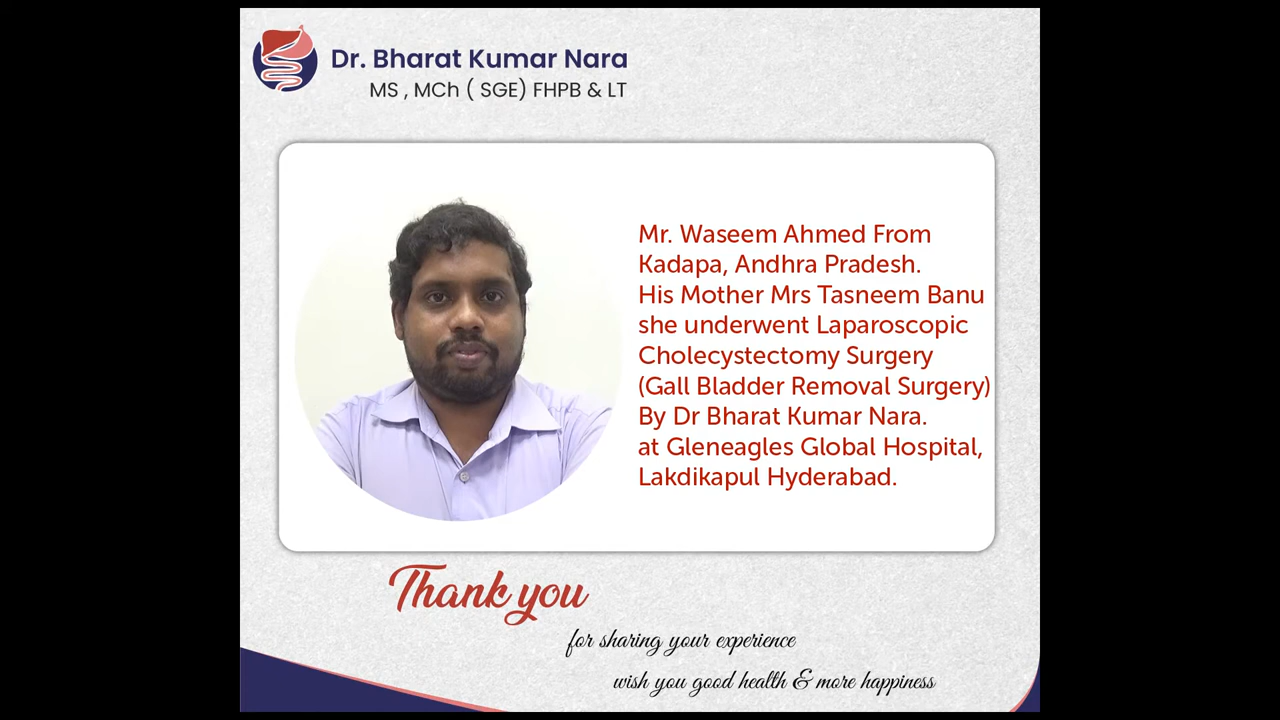 Dr. Bharat Kumar Nara
MS , MCh ( SGE) FHPB & LT
Mr. Waseem Ahmed From
Kadapa, Andhra Pradesh.
His Mother Mrs Tasneem Banu
she underwent Laparoscopic
Cholecystectomy Surgery
(Gall Bladder Removal Surgery)
By Dr Bharat Kumar Nara.
at Gleneagles Global Hospital,
Lakdikapul Hyderabad.
Thank you
for sharing your experience
wish you good health & more happiness